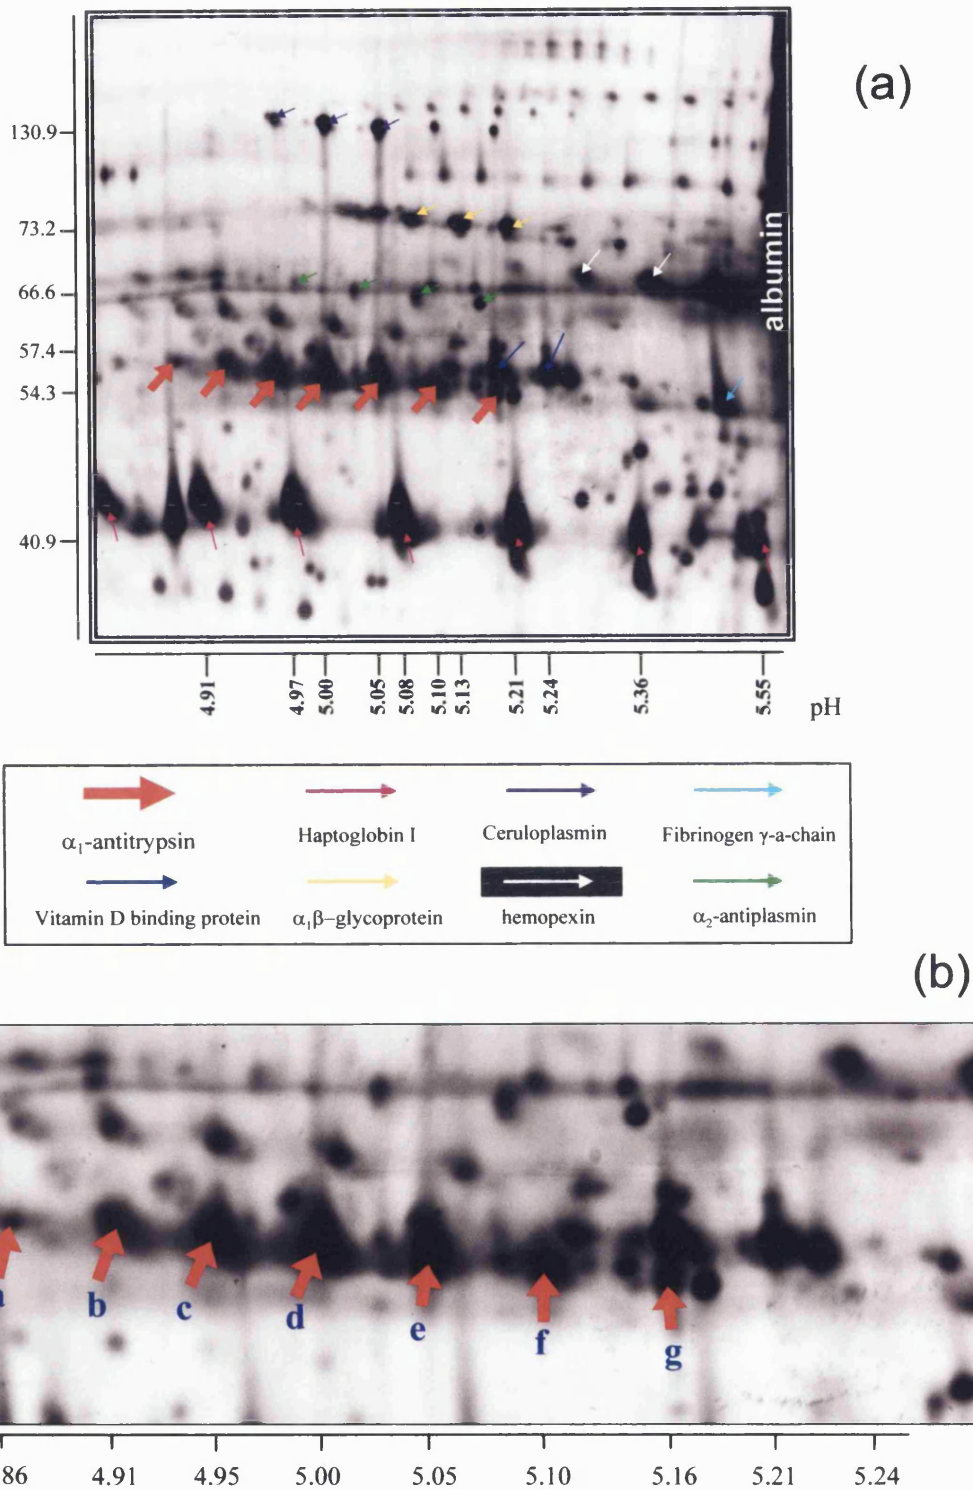 (a)
130.9
73.2
66.6
57.4
54.3
40.9
albumin
4.91 4.97 5.00 5.05 5.08 5.10 5.13 5.21 5.24 5.36 5.55 pH
α₁-antitrypsin Haptoglobin I Ceruloplasmin Fibrinogen γ-a-chain
Vitamin D binding protein α₁β–glycoprotein hemopexin α₂-antiplasmin
(b)
b c d e f g
86 4.91 4.95 5.00 5.05 5.10 5.16 5.21 5.24